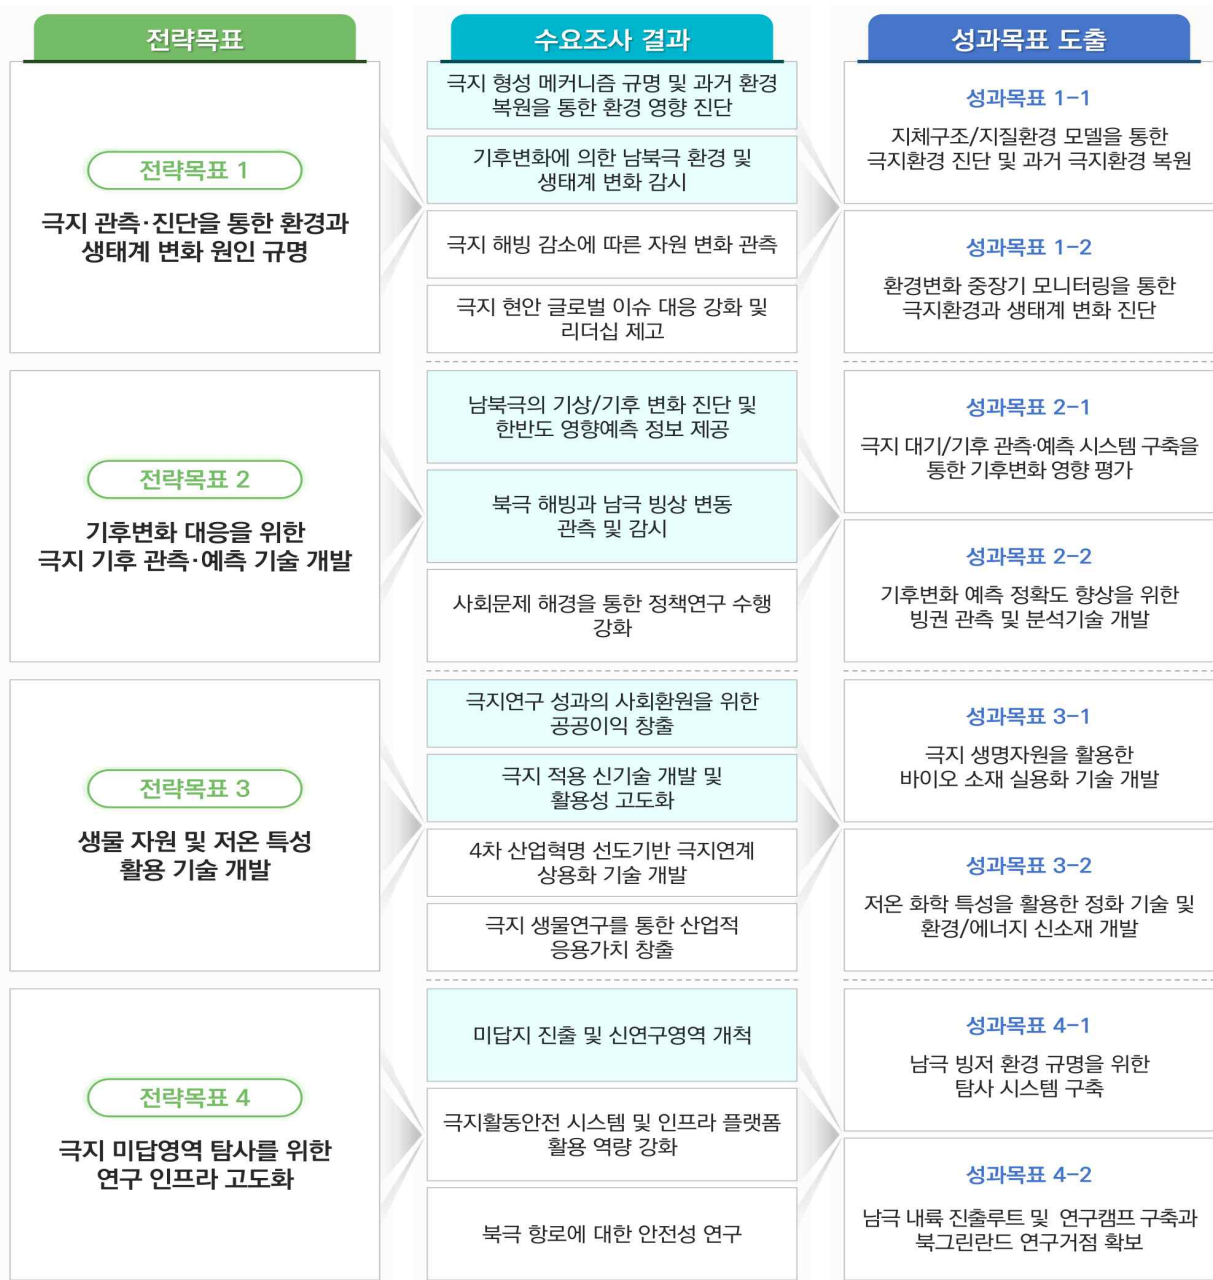 전략목표
수요조사 결과
성과목표 도출
전략목표 1
극지 관측·진단을 통한 환경과
생태계 변화 원인 규명
극지 형성 메커니즘 규명 및 과거 환경
복원을 통한 환경 영향 진단
기후변화에 의한 남북극 환경 및
생태계 변화 감시
극지 해빙 감소에 따른 자원 변화 관측
극지 현안 글로벌 이슈 대응 강화 및
리더십 제고
성과목표 1-1
지체구조/지질환경 모델을 통한
극지환경 진단 및 과거 극지환경 복원
성과목표 1-2
환경변화 중장기 모니터링을 통한
극지환경과 생태계 변화 진단
전략목표 2
기후변화 대응을 위한
극지 기후 관측·예측 기술 개발
남북극의 기상/기후 변화 진단 및
한반도 영향예측 정보 제공
북극 해빙과 남극 빙상 변동
관측 및 감시
사회문제 해경을 통한 정책연구 수행
강화
성과목표 2-1
극지 대기/기후 관측·예측 시스템 구축을
통한 기후변화 영향 평가
성과목표 2-2
기후변화 예측 정확도 향상을 위한
빙권 관측 및 분석기술 개발
전략목표 3
생물 자원 및 저온 특성
활용 기술 개발
극지연구 성과의 사회환원을 위한
공공이익 창출
극지 적용 신기술 개발 및
활용성 고도화
4차 산업혁명 선도기반 극지연계
상용화 기술 개발
극지 생물연구를 통한 산업적
응용가치 창출
성과목표 3-1
극지 생명자원을 활용한
바이오 소재 실용화 기술 개발
성과목표 3-2
저온 화학 특성을 활용한 정화 기술 및
환경/에너지 신소재 개발
전략목표 4
극지 미답영역 탐사를 위한
연구 인프라 고도화
미답지 진출 및 신연구영역 개척
극지활동안전 시스템 및 인프라 플랫폼
활용 역량 강화
북극 항로에 대한 안전성 연구
성과목표 4-1
남극 빙저 환경 규명을 위한
탐사 시스템 구축
성과목표 4-2
남극 내륙 진출루트 및 연구캠프 구축과
북그린란드 연구거점 확보